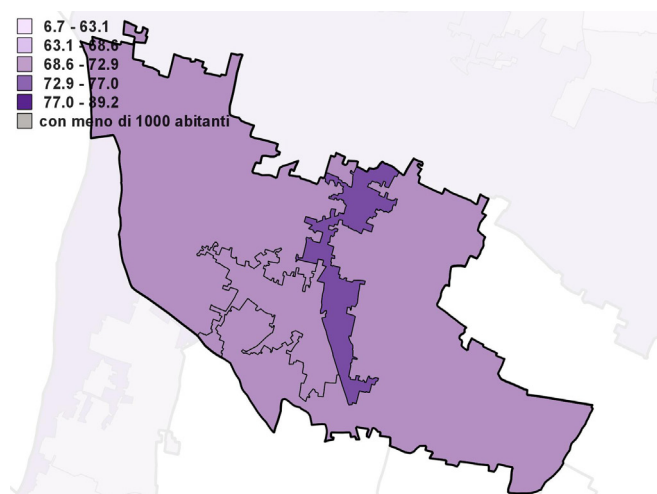 6.7 - 63.1
63.1 - 68.6
68.6 - 72.9
72.9 - 77.0
77.0 - 89.2
con meno di 1000 abitanti